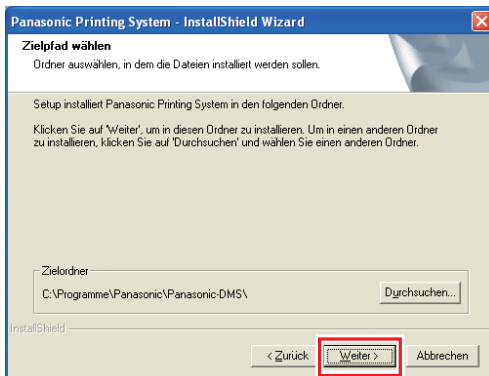 Panasonic Printing System - InstallShield Wizard
Zielpfad wählen
Ordner auswählen, in dem die Dateien installiert werden sollen.
Setup installiert Panasonic Printing System in den folgenden Ordner.
Klicken Sie auf 'Weiter', um in diesen Ordner zu installieren. Um in einen anderen Ordner
zu installieren, klicken Sie auf 'Durchsuchen' und wählen Sie einen anderen Ordner.
Zielordner
C:\Programme\Panasonic\Panasonic-DMS\
Durchsuchen...
InstallShield
< Zurück
Weiter >
Abbrechen